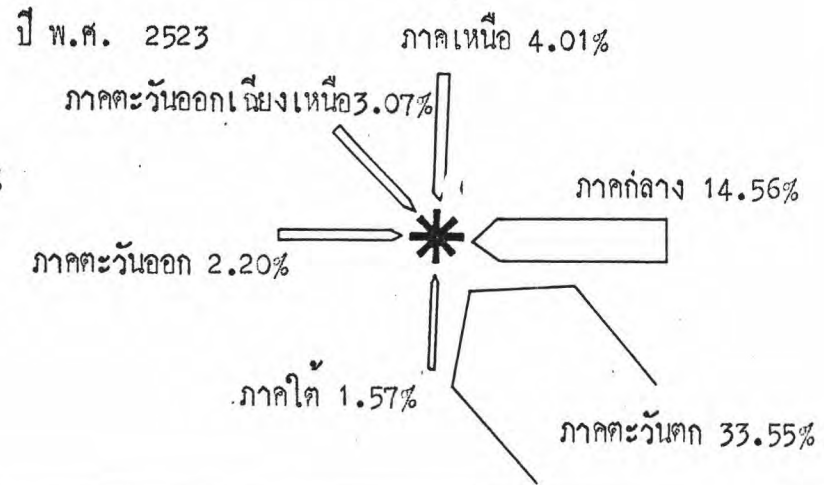 ปี พ.ศ. 2523
ภาคเหนือ 4.01%
ภาคตะวันออกเฉียงเหนือ3.07%
ภาคกลาง 14.56%
ภาคตะวันออก 2.20%
ภาคใต้ 1.57%
ภาคตะวันตก 33.55%